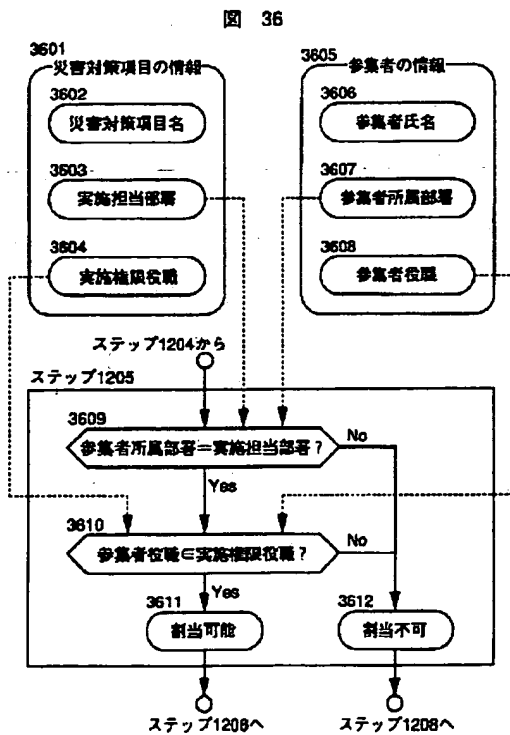 図 36
3601
災害対策項目の情報
3602
災害対策項目名
3603
実施担当部署
3604
実施権限役職
3605
参集者の情報
3606
参集者氏名
3607
参集者所属部署
3608
参集者役職
ステップ1204から
ステップ1205
3609
参集者所属部署＝実施担当部署？
No
Yes
3610
参集者役職∈実施権限役職？
No
Yes
3611
割当可能
3612
割当不可
ステップ1206へ
ステップ1208へ